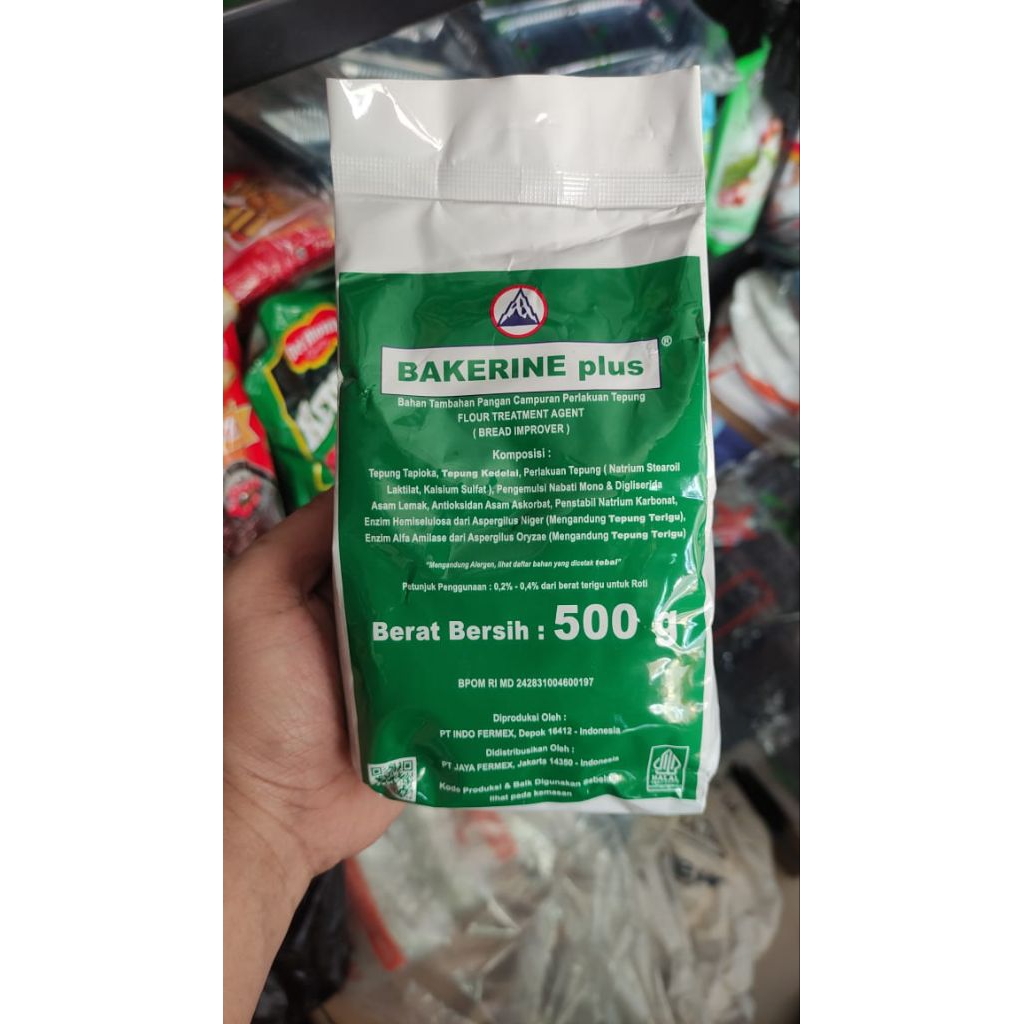 BAKERINE plus ®
Bahan Tambahan Pangan Campuran Perlakuan Tepung
FLOUR TREATMENT AGENT
( BREAD IMPROVER )
Komposisi :
Tepung Tapioka, Tepung Kedelai, Perlakuan Tepung ( Natrium Stearoil
Laktilat, Kalsium Sulfat ), Pengemulsi Nabati Mono & Digliserida
Asam Lemak, Antioksidan Asam Askorbat, Penstabil Natrium Karbonat,
Enzim Hemiselulosa dari Aspergilus Niger (Mengandung Tepung Terigu),
Enzim Alfa Amilase dari Aspergilus Oryzae (Mengandung Tepung Terigu)
"Mengandung Alergen, lihat daftar bahan yang dicetak tebal"
Petunjuk Penggunaan : 0,2% - 0,4% dari berat terigu untuk Roti
Berat Bersih : 500 g
BPOM RI MD 242831004600197
Diproduksi Oleh :
PT INDO FERMEX, Depok 16412 - Indonesia
Didistribusikan Oleh :
PT JAYA FERMEX, Jakarta 14350 - Indonesia
Kode Produksi & Baik Digunakan Sebelum
lihat pada kemasan
HALAL